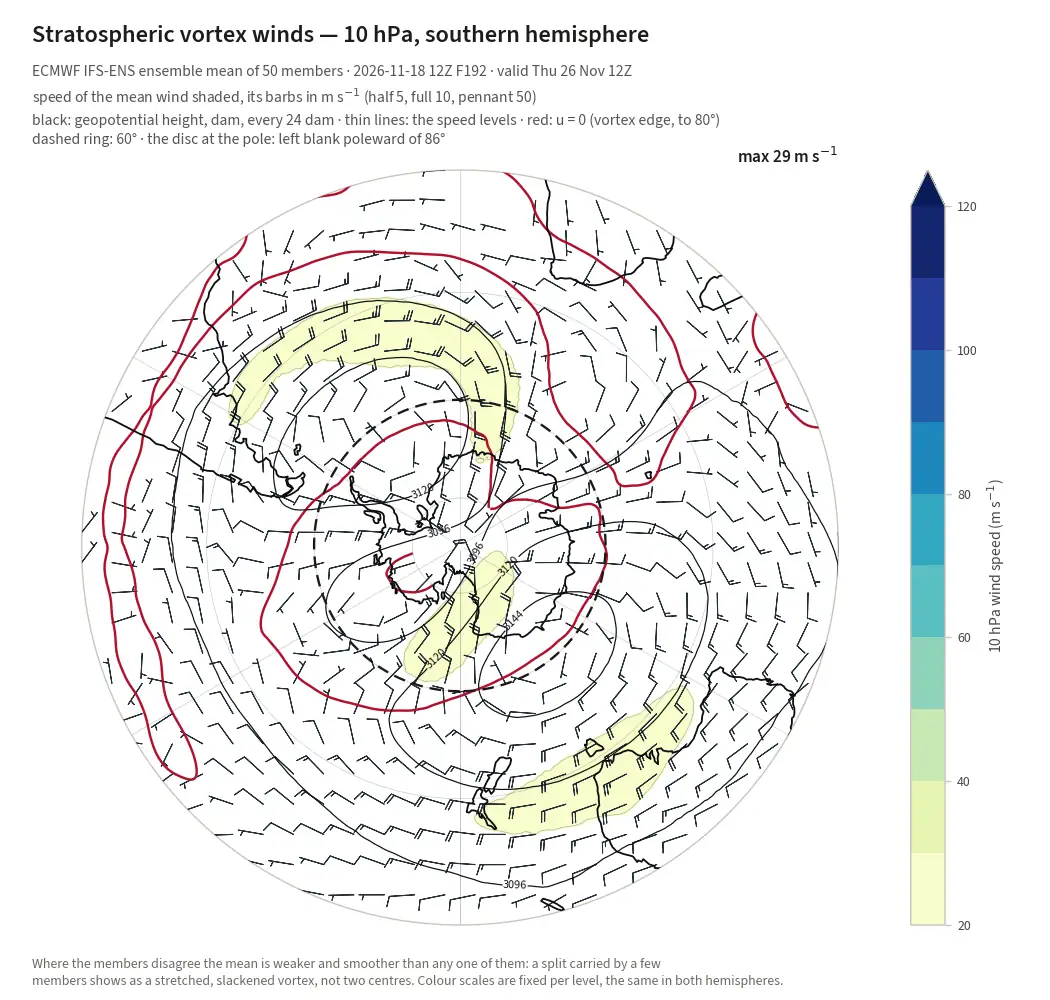 Stratospheric vortex winds — 10 hPa, southern hemisphere
ECMWF IFS-ENS ensemble mean of 50 members · 2026-11-18 12Z F192 · valid Thu 26 Nov 12Z
speed of the mean wind shaded, its barbs in m s⁻¹ (half 5, full 10, pennant 50)
black: geopotential height, dam, every 24 dam · thin lines: the speed levels · red: u = 0 (vortex edge, to 80°)
dashed ring: 60° · the disc at the pole: left blank poleward of 86°
max 29 m s⁻¹
120
100
80
60
40
20
10 hPa wind speed (m s⁻¹)
3120
3096
3096
3120
3144
3120
3096
Where the members disagree the mean is weaker and smoother than any one of them: a split carried by a few
members shows as a stretched, slackened vortex, not two centres. Colour scales are fixed per level, the same in both hemispheres.